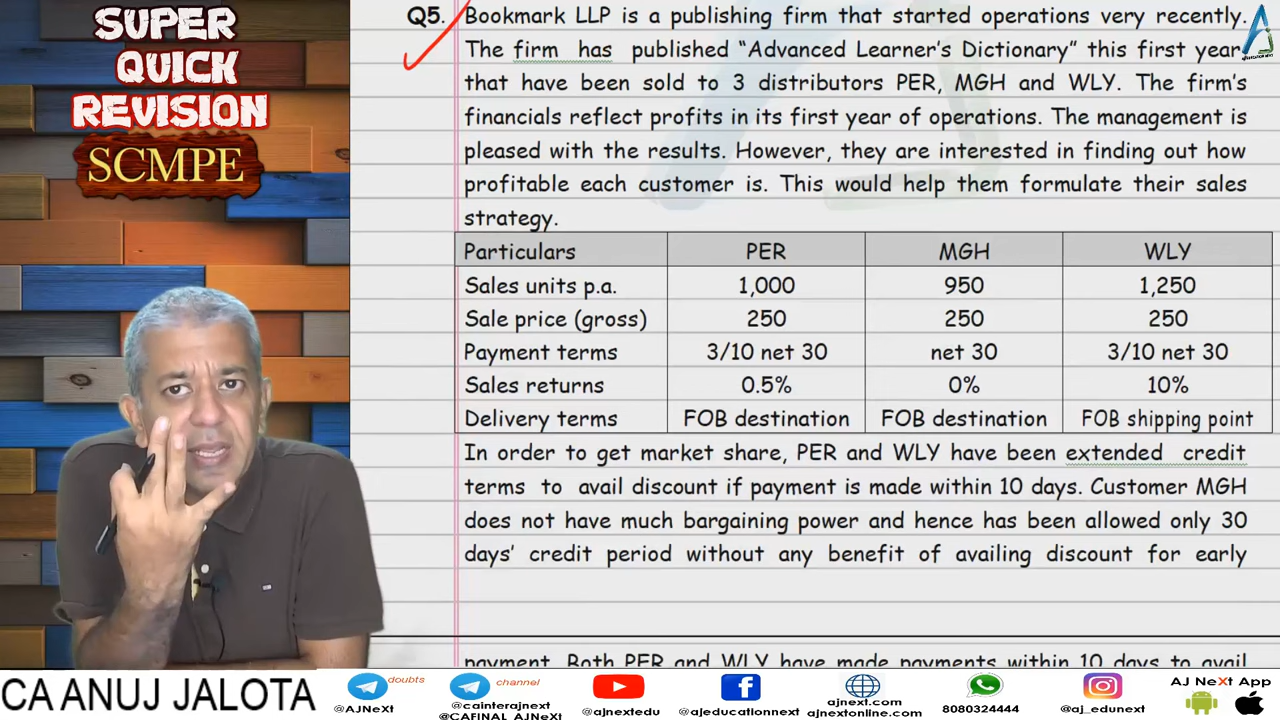 SUPER
QUICK
REVISION
SCMPE
Q5. Bookmark LLP is a publishing firm that started operations very recently.
The firm has published “Advanced Learner’s Dictionary” this first year
that have been sold to 3 distributors PER, MGH and WLY. The firm’s
financials reflect profits in its first year of operations. The management is
pleased with the results. However, they are interested in finding out how
profitable each customer is. This would help them formulate their sales
strategy.
Particulars PER MGH WLY
Sales units p.a. 1,000 950 1,250
Sale price (gross) 250 250 250
Payment terms 3/10 net 30 net 30 3/10 net 30
Sales returns 0.5% 0% 10%
Delivery terms FOB destination FOB destination FOB shipping point
In order to get market share, PER and WLY have been extended credit
terms to avail discount if payment is made within 10 days. Customer MGH
does not have much bargaining power and hence has been allowed only 30
days’ credit period without any benefit of availing discount for early
payment. Both PER and WLY have made payments within 10 days to avail
CA ANUJ JALOTA
doubts
@AJNeXt
channel
@cainterajnext
@CAFINAL_AJNeXt
@ajnextedu
@ajeducationnext
ajnext.com
ajnextonline.com
8080324444
@aj_edunext
AJ NeXt App